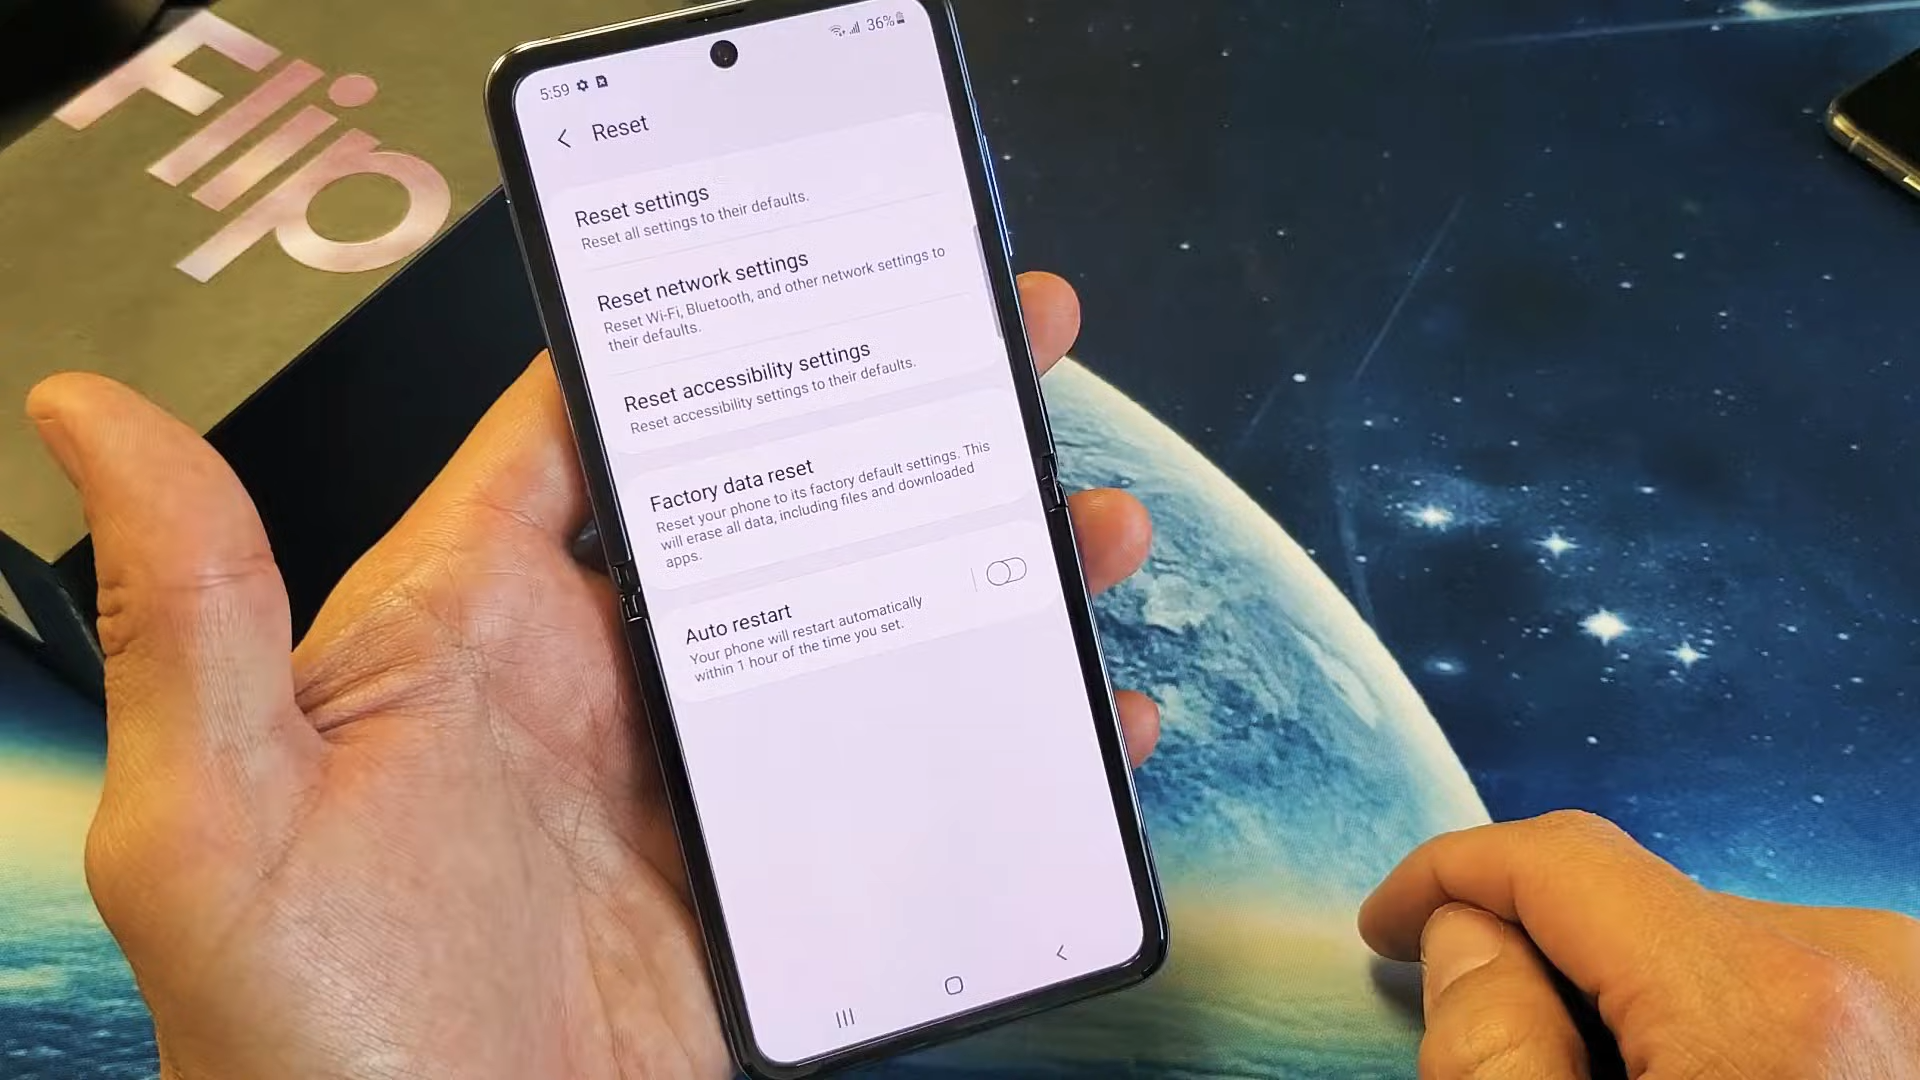 Flip
5:59
36%
Reset
Reset settings
Reset all settings to their defaults.
Reset network settings
Reset Wi-Fi, Bluetooth, and other network settings to
their defaults.
Reset accessibility settings
Reset accessibility settings to their defaults.
Factory data reset
Reset your phone to its factory default settings. This
will erase all data, including files and downloaded
apps.
Auto restart
Your phone will restart automatically
within 1 hour of the time you set.